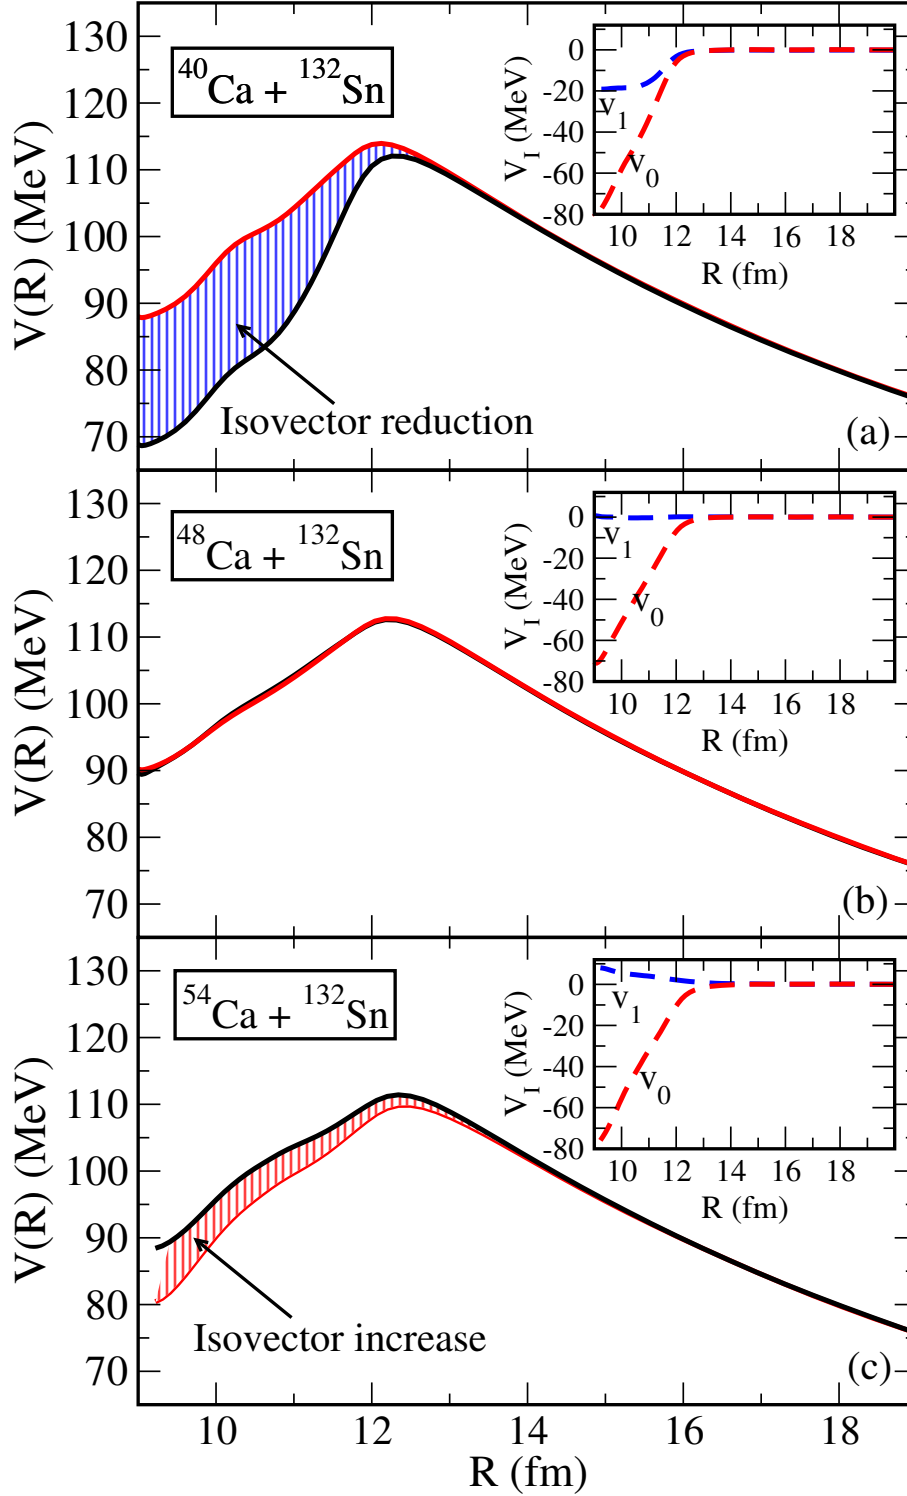 130
120
110
100
90
80
70
V(R) (MeV)
⁴⁰Ca + ¹³²Sn
Isovector reduction
(a)
0
-20
-40
-60
-80
V_I (MeV)
v₁
v₀
10 12 14 16 18
R (fm)
130
120
110
100
90
80
70
V(R) (MeV)
⁴⁸Ca + ¹³²Sn
(b)
0
-20
-40
-60
-80
V_I (MeV)
v₁
v₀
10 12 14 16 18
R (fm)
130
120
110
100
90
80
70
V(R) (MeV)
⁵⁴Ca + ¹³²Sn
Isovector increase
(c)
0
-20
-40
-60
-80
V_I (MeV)
v₁
v₀
10 12 14 16 18
R (fm)
10 12 14 16 18
R (fm)